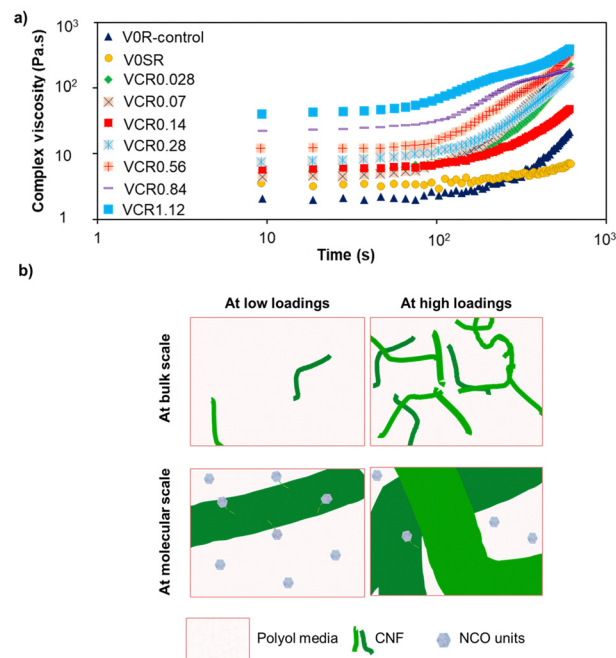 a)
10³
10²
10
1
Complex viscosity (Pa.s)
V0R-control
V0SR
VCR0.028
VCR0.07
VCR0.14
VCR0.28
VCR0.56
VCR0.84
VCR1.12
1 10 10² 10³
Time (s)
b)
At low loadings At high loadings
At bulk scale
At molecular scale
Polyol media CNF NCO units